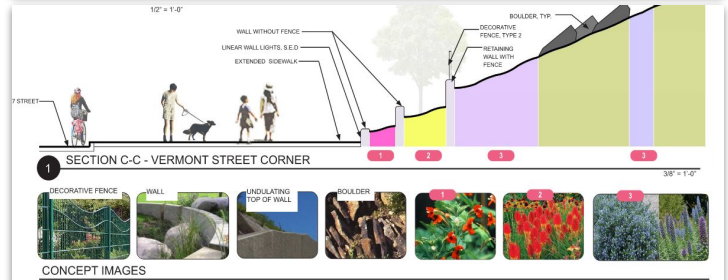 1/2" = 1'-0"
BOULDER, TYP.
WALL WITHOUT FENCE
DECORATIVE
FENCE, TYPE 2
LINEAR WALL LIGHTS, S.E.D
RETAINING
WALL WITH
FENCE
EXTENDED SIDEWALK
STREET
1
2
3
3
1
SECTION C-C - VERMONT STREET CORNER
3/8" = 1'-0"
DECORATIVE FENCE
WALL
UNDULATING
TOP OF WALL
BOULDER
1
2
3
CONCEPT IMAGES